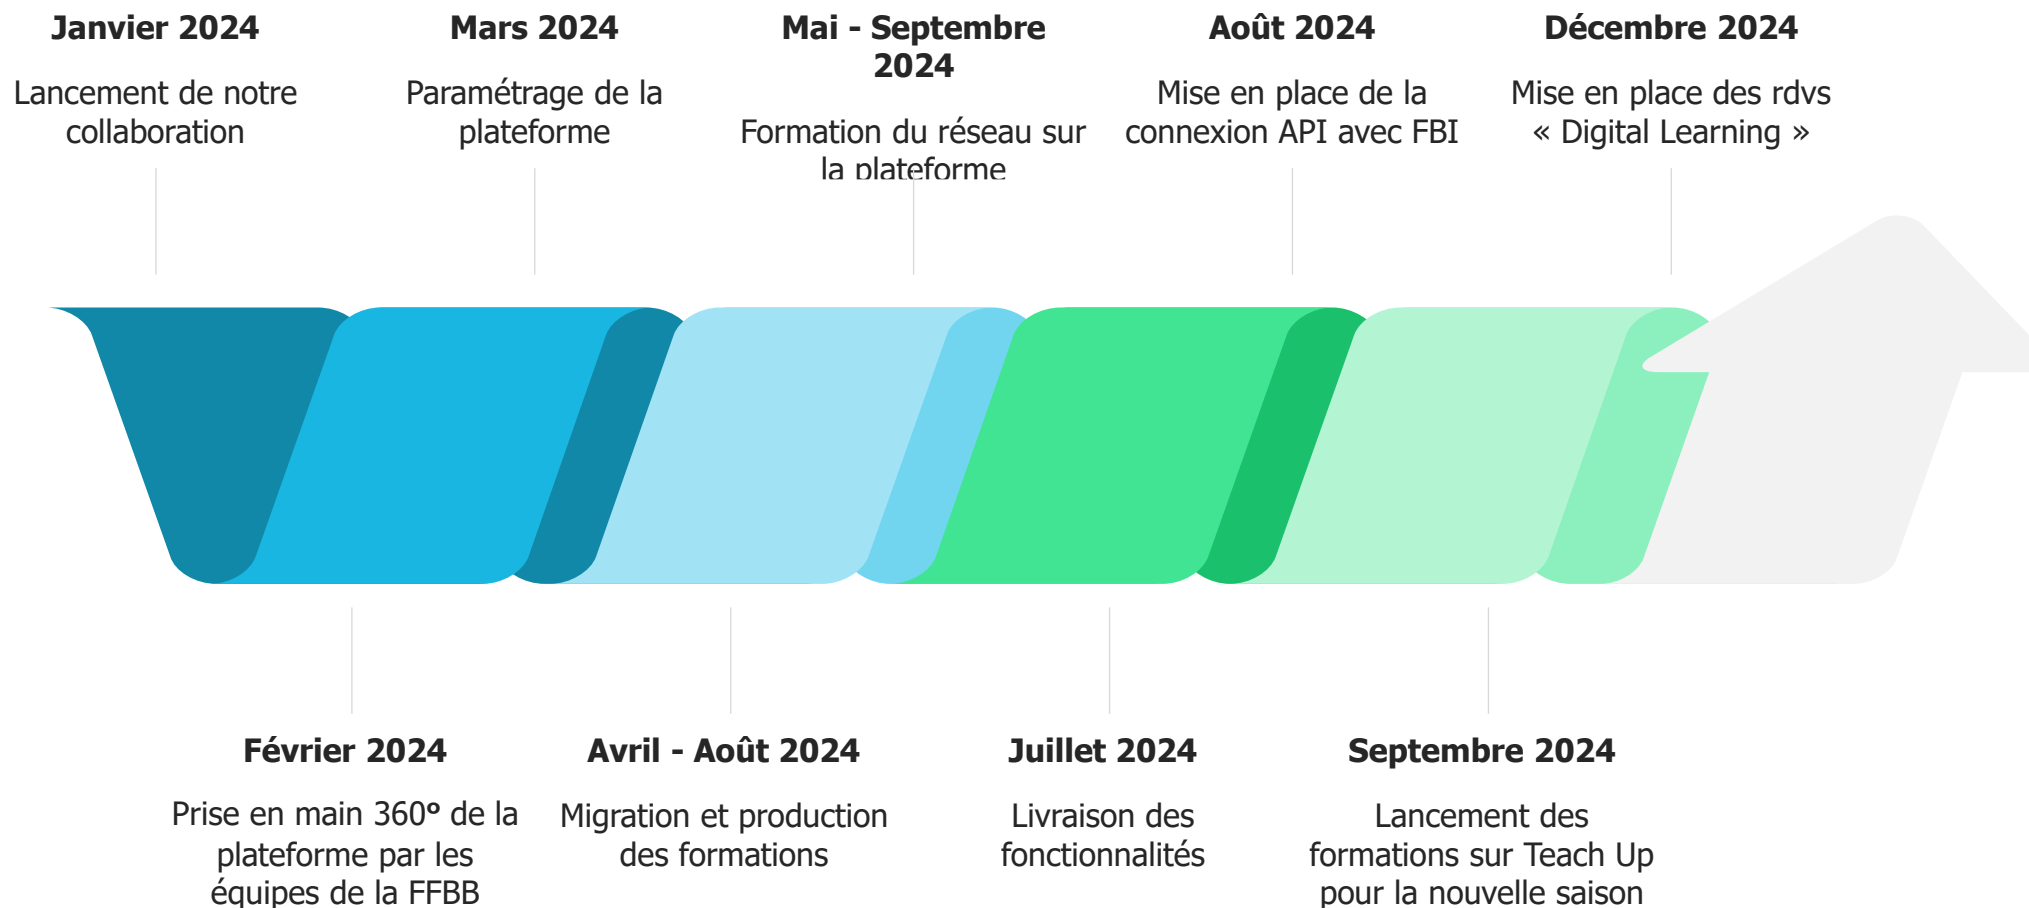 Janvier 2024
Lancement de notre
collaboration
Mars 2024
Paramétrage de la
plateforme
Mai - Septembre
2024
Formation du réseau sur
la plateforme
Août 2024
Mise en place de la
connexion API avec FBI
Décembre 2024
Mise en place des rdvs
« Digital Learning »
Février 2024
Prise en main 360° de la
plateforme par les
équipes de la FFBB
Avril - Août 2024
Migration et production
des formations
Juillet 2024
Livraison des
fonctionnalités
Septembre 2024
Lancement des
formations sur Teach Up
pour la nouvelle saison